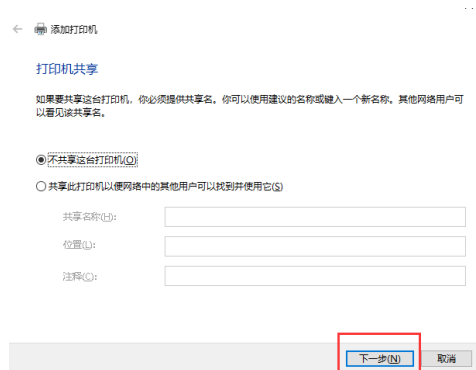 添加打印机
打印机共享
如果要共享这台打印机，你必须提供共享名。你可以使用建议的名称或键入一个新名称。其他网络用户可
以看见该共享名。
不共享这台打印机(O)
共享此打印机以便网络中的其他用户可以找到并使用它(S)
共享名称(H):
位置(L):
注释(C):
下一步(N)
取消